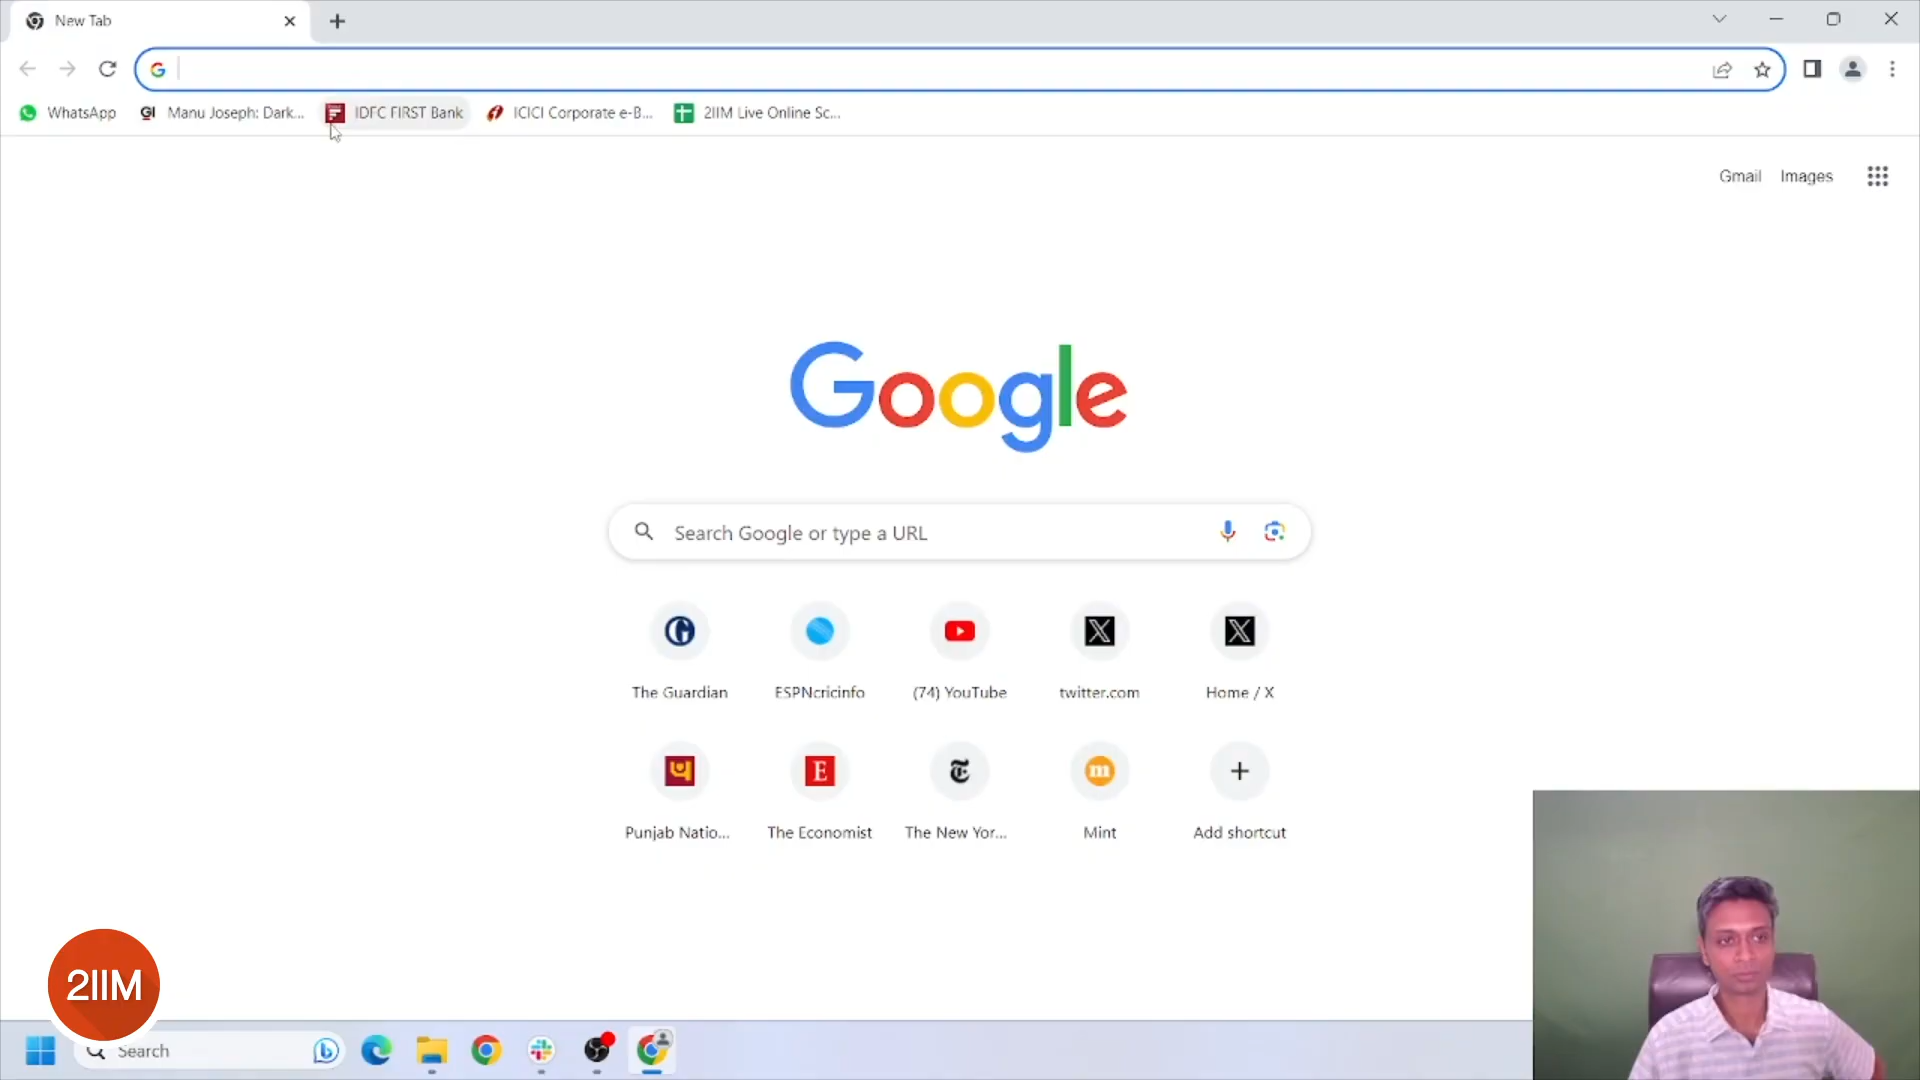 New Tab
WhatsApp
Manu Joseph: Dark...
IDFC FIRST Bank
ICICI Corporate e-B...
2IIM Live Online Sc...
Gmail
Images
Google
Search Google or type a URL
The Guardian
ESPNcricinfo
(74) YouTube
twitter.com
Home / X
Punjab Natio...
The Economist
The New Yor...
Mint
Add shortcut
2IIM
Search